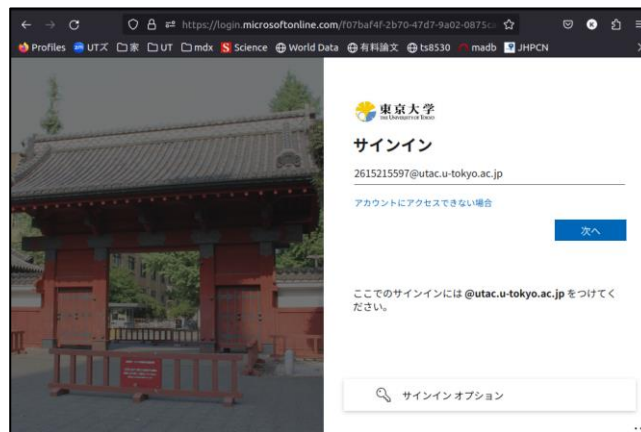 https://login.microsoftonline.com/f07baf4f-2b70-47d7-9a02-0875c
Profiles UTズ 家 UT mdx S Science World Data 有料論文 ts8530 madb JHPCN
東京大学
THE UNIVERSITY OF TOKYO
サインイン
2615215597@utac.u-tokyo.ac.jp
アカウントにアクセスできない場合
次へ
ここでのサインインには @utac.u-tokyo.ac.jp をつけてく
ださい。
サインイン オプション